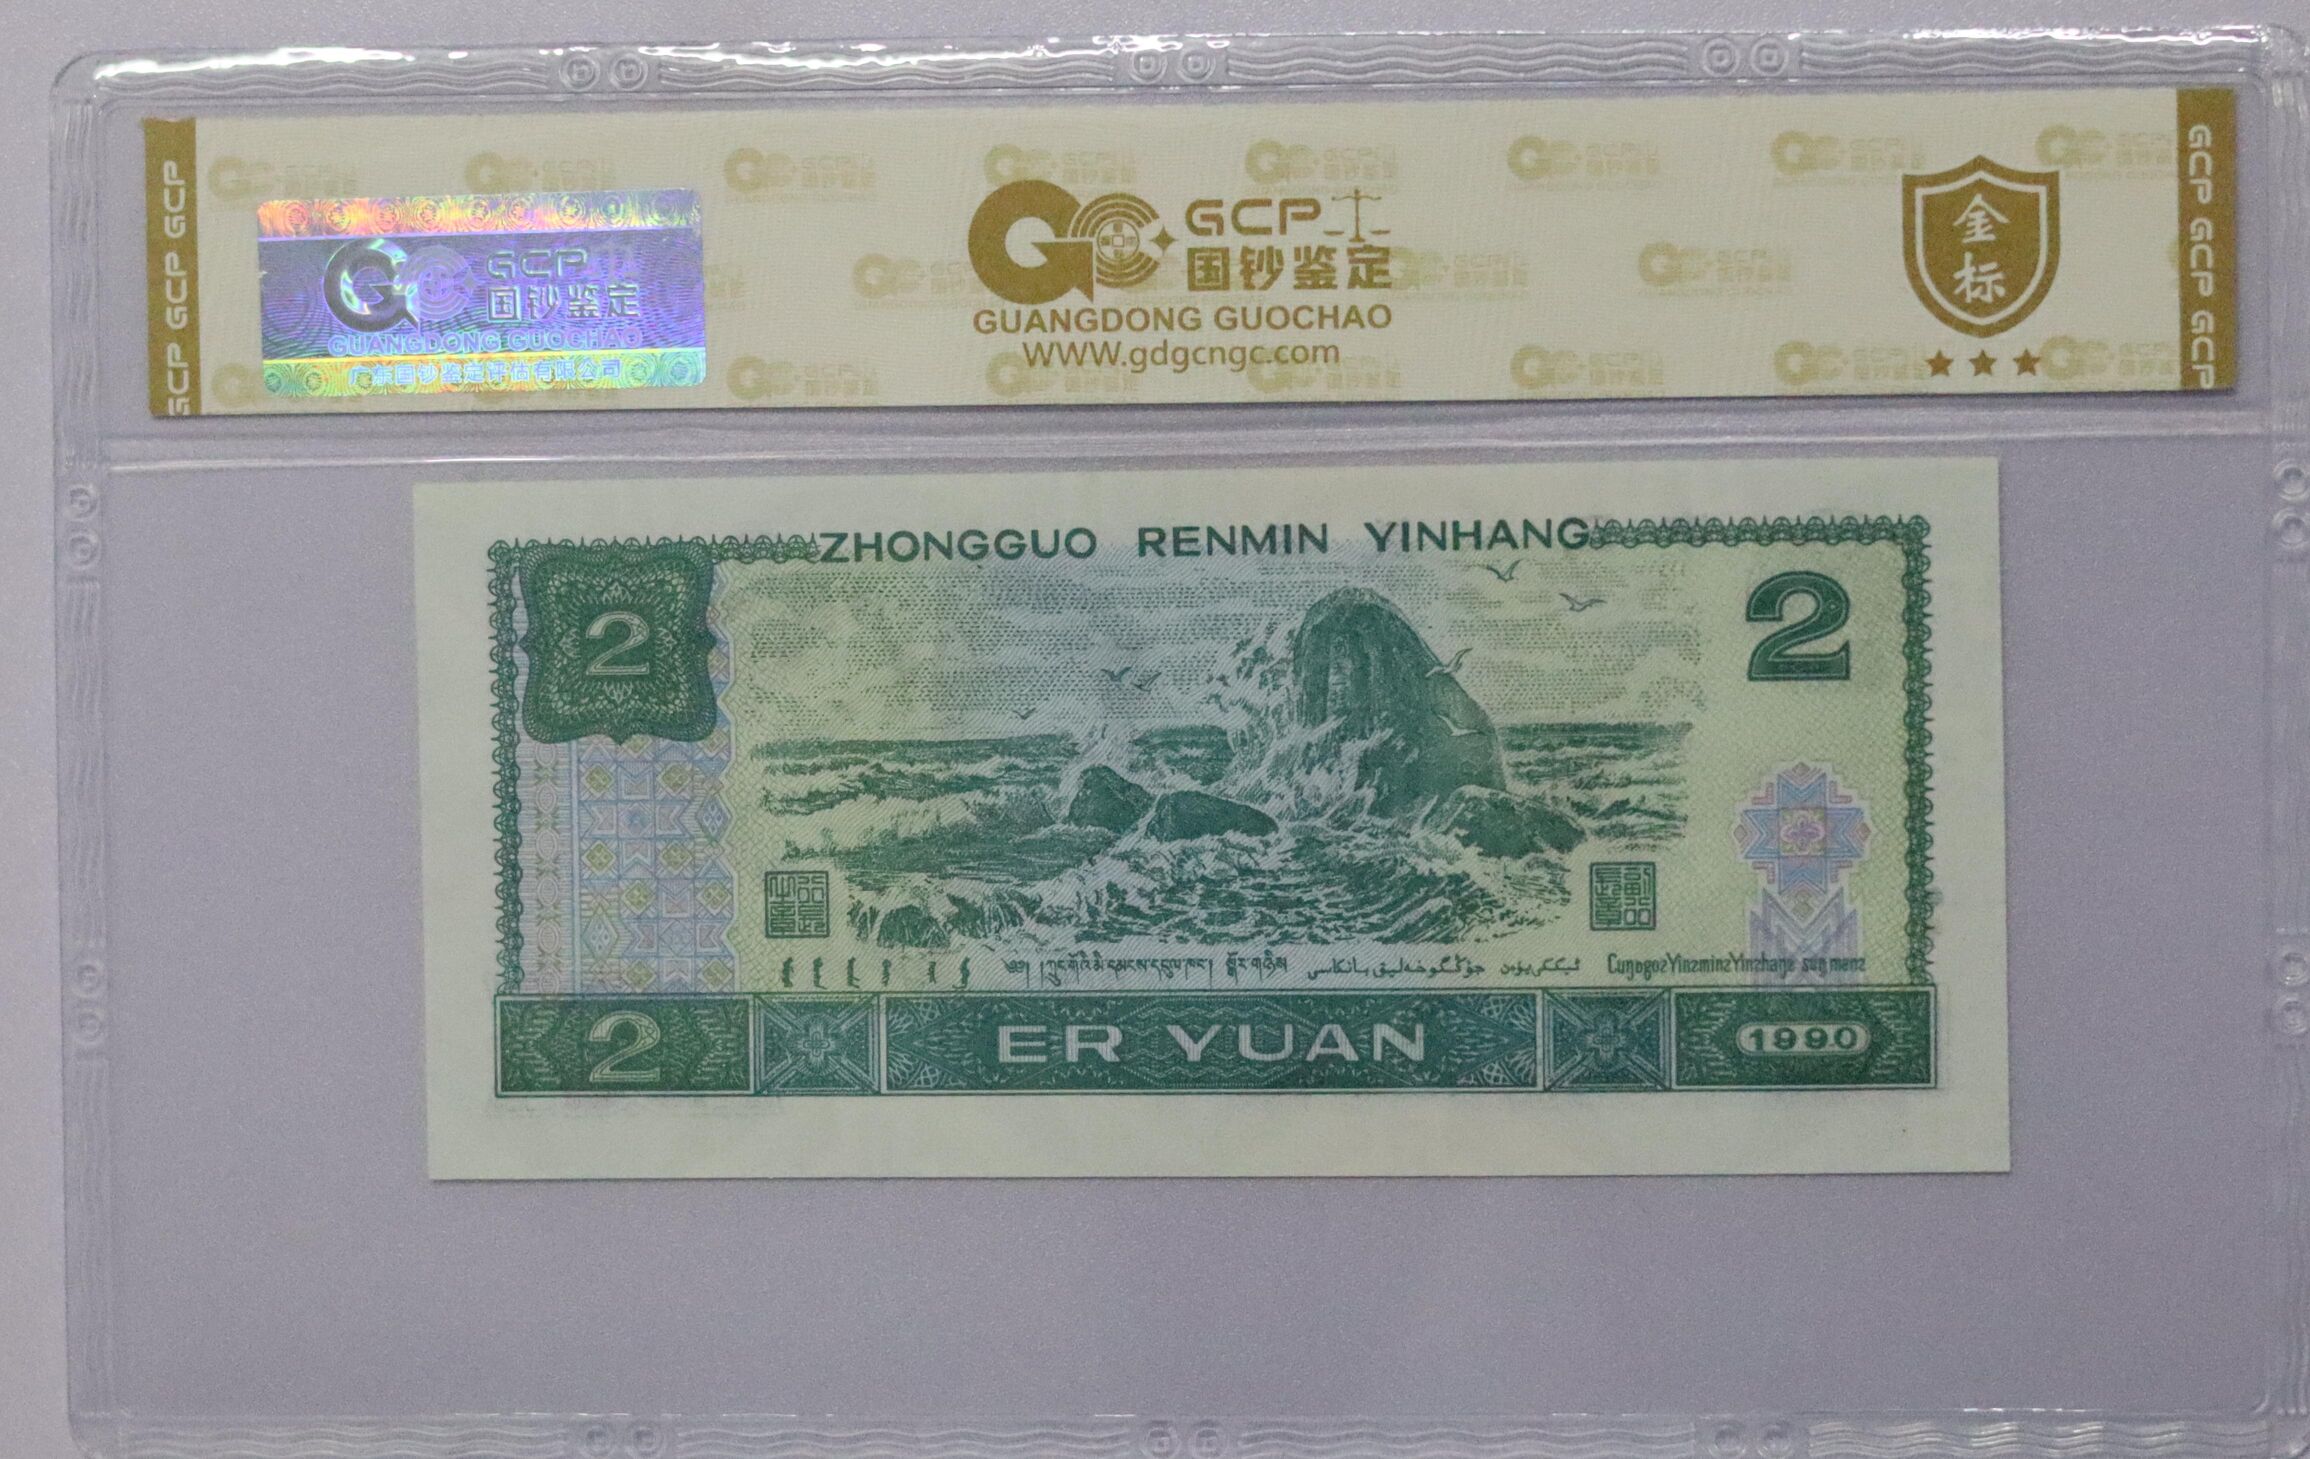 GCP GCP GCP
GCP
国钞鉴定
GUANGDONG GUOCHAO
广东国钞鉴定评估有限公司
GCP
国钞鉴定
GUANGDONG GUOCHAO
WWW.gdgcngc.com
金标
GCP GCP GCP
ZHONGGUO RENMIN YINHANG
2
2
2
ER YUAN
1990